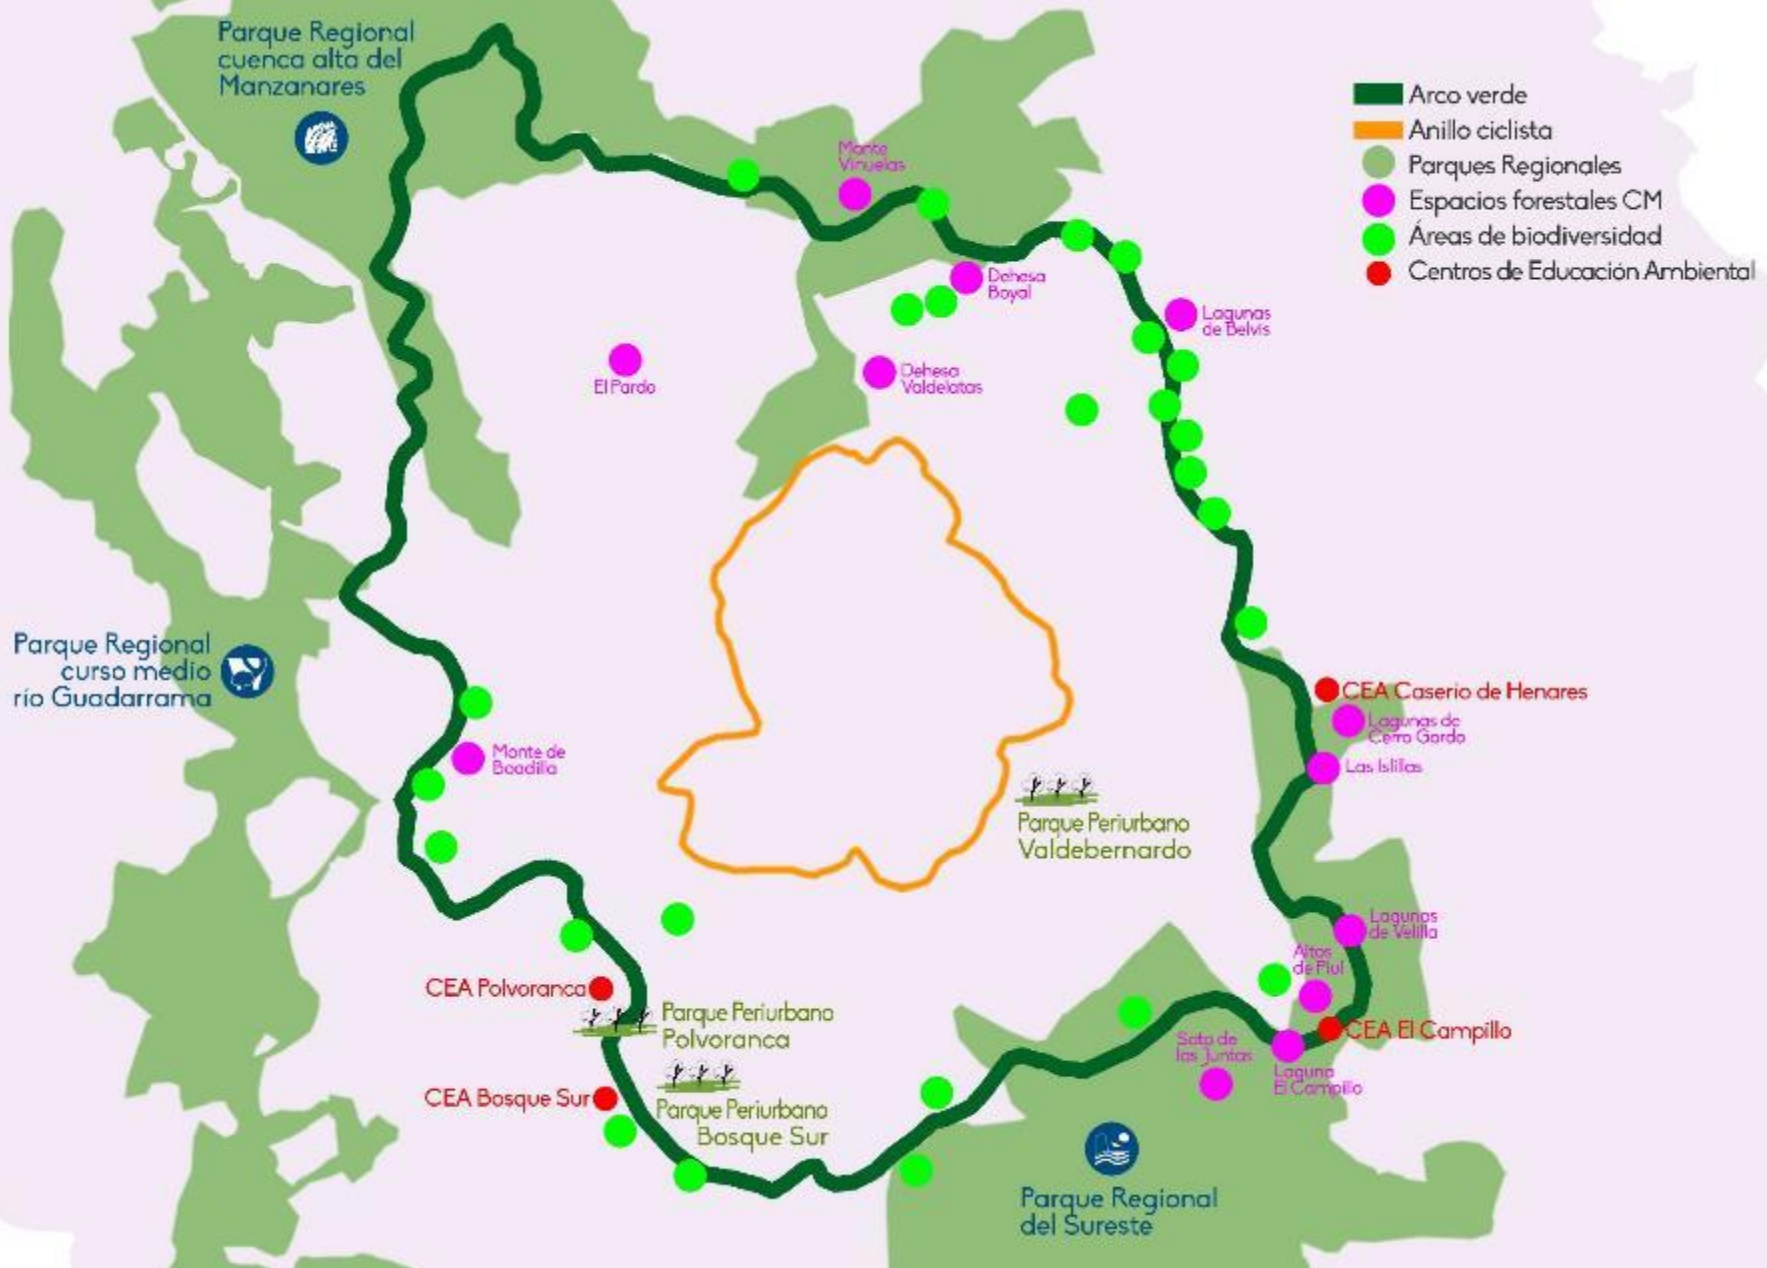 Parque Regional
cuenca alta del
Manzanares
Arco verde
Anillo ciclista
Parques Regionales
Espacios forestales CM
Áreas de biodiversidad
Centros de Educación Ambiental
Monte
Vinuelas
Dehesa
Boyal
Lagunas
de Belvis
El Pardo
Dehesa
Valdelatas
Parque Regional
curso medio
río Guadarrama
CEA Caserio de Henares
Lagunas de
Cerro Gordo
Las Islillas
Monte de
Boadilla
Parque Periurbano
Valdebernardo
Lagunas
de Velilla
Altos
de Piul
CEA Polvoranca
Parque Periurbano
Polvoranca
CEA El Campillo
Soto de
las Juntas
Laguna
El Campillo
CEA Bosque Sur
Parque Periurbano
Bosque Sur
Parque Regional
del Sureste